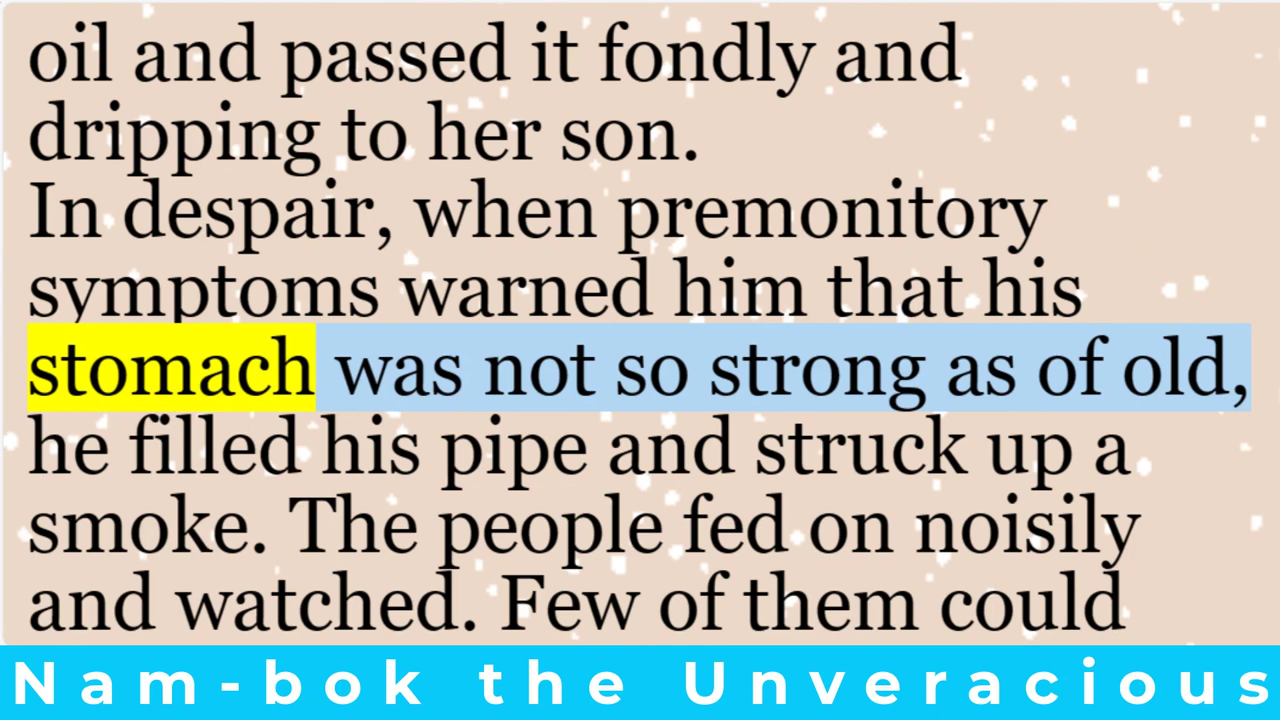 oil and passed it fondly and
dripping to her son.
In despair, when premonitory
symptoms warned him that his
stomach was not so strong as of old,
he filled his pipe and struck up a
smoke. The people fed on noisily
and watched. Few of them could
Nam-bok the Unveracious